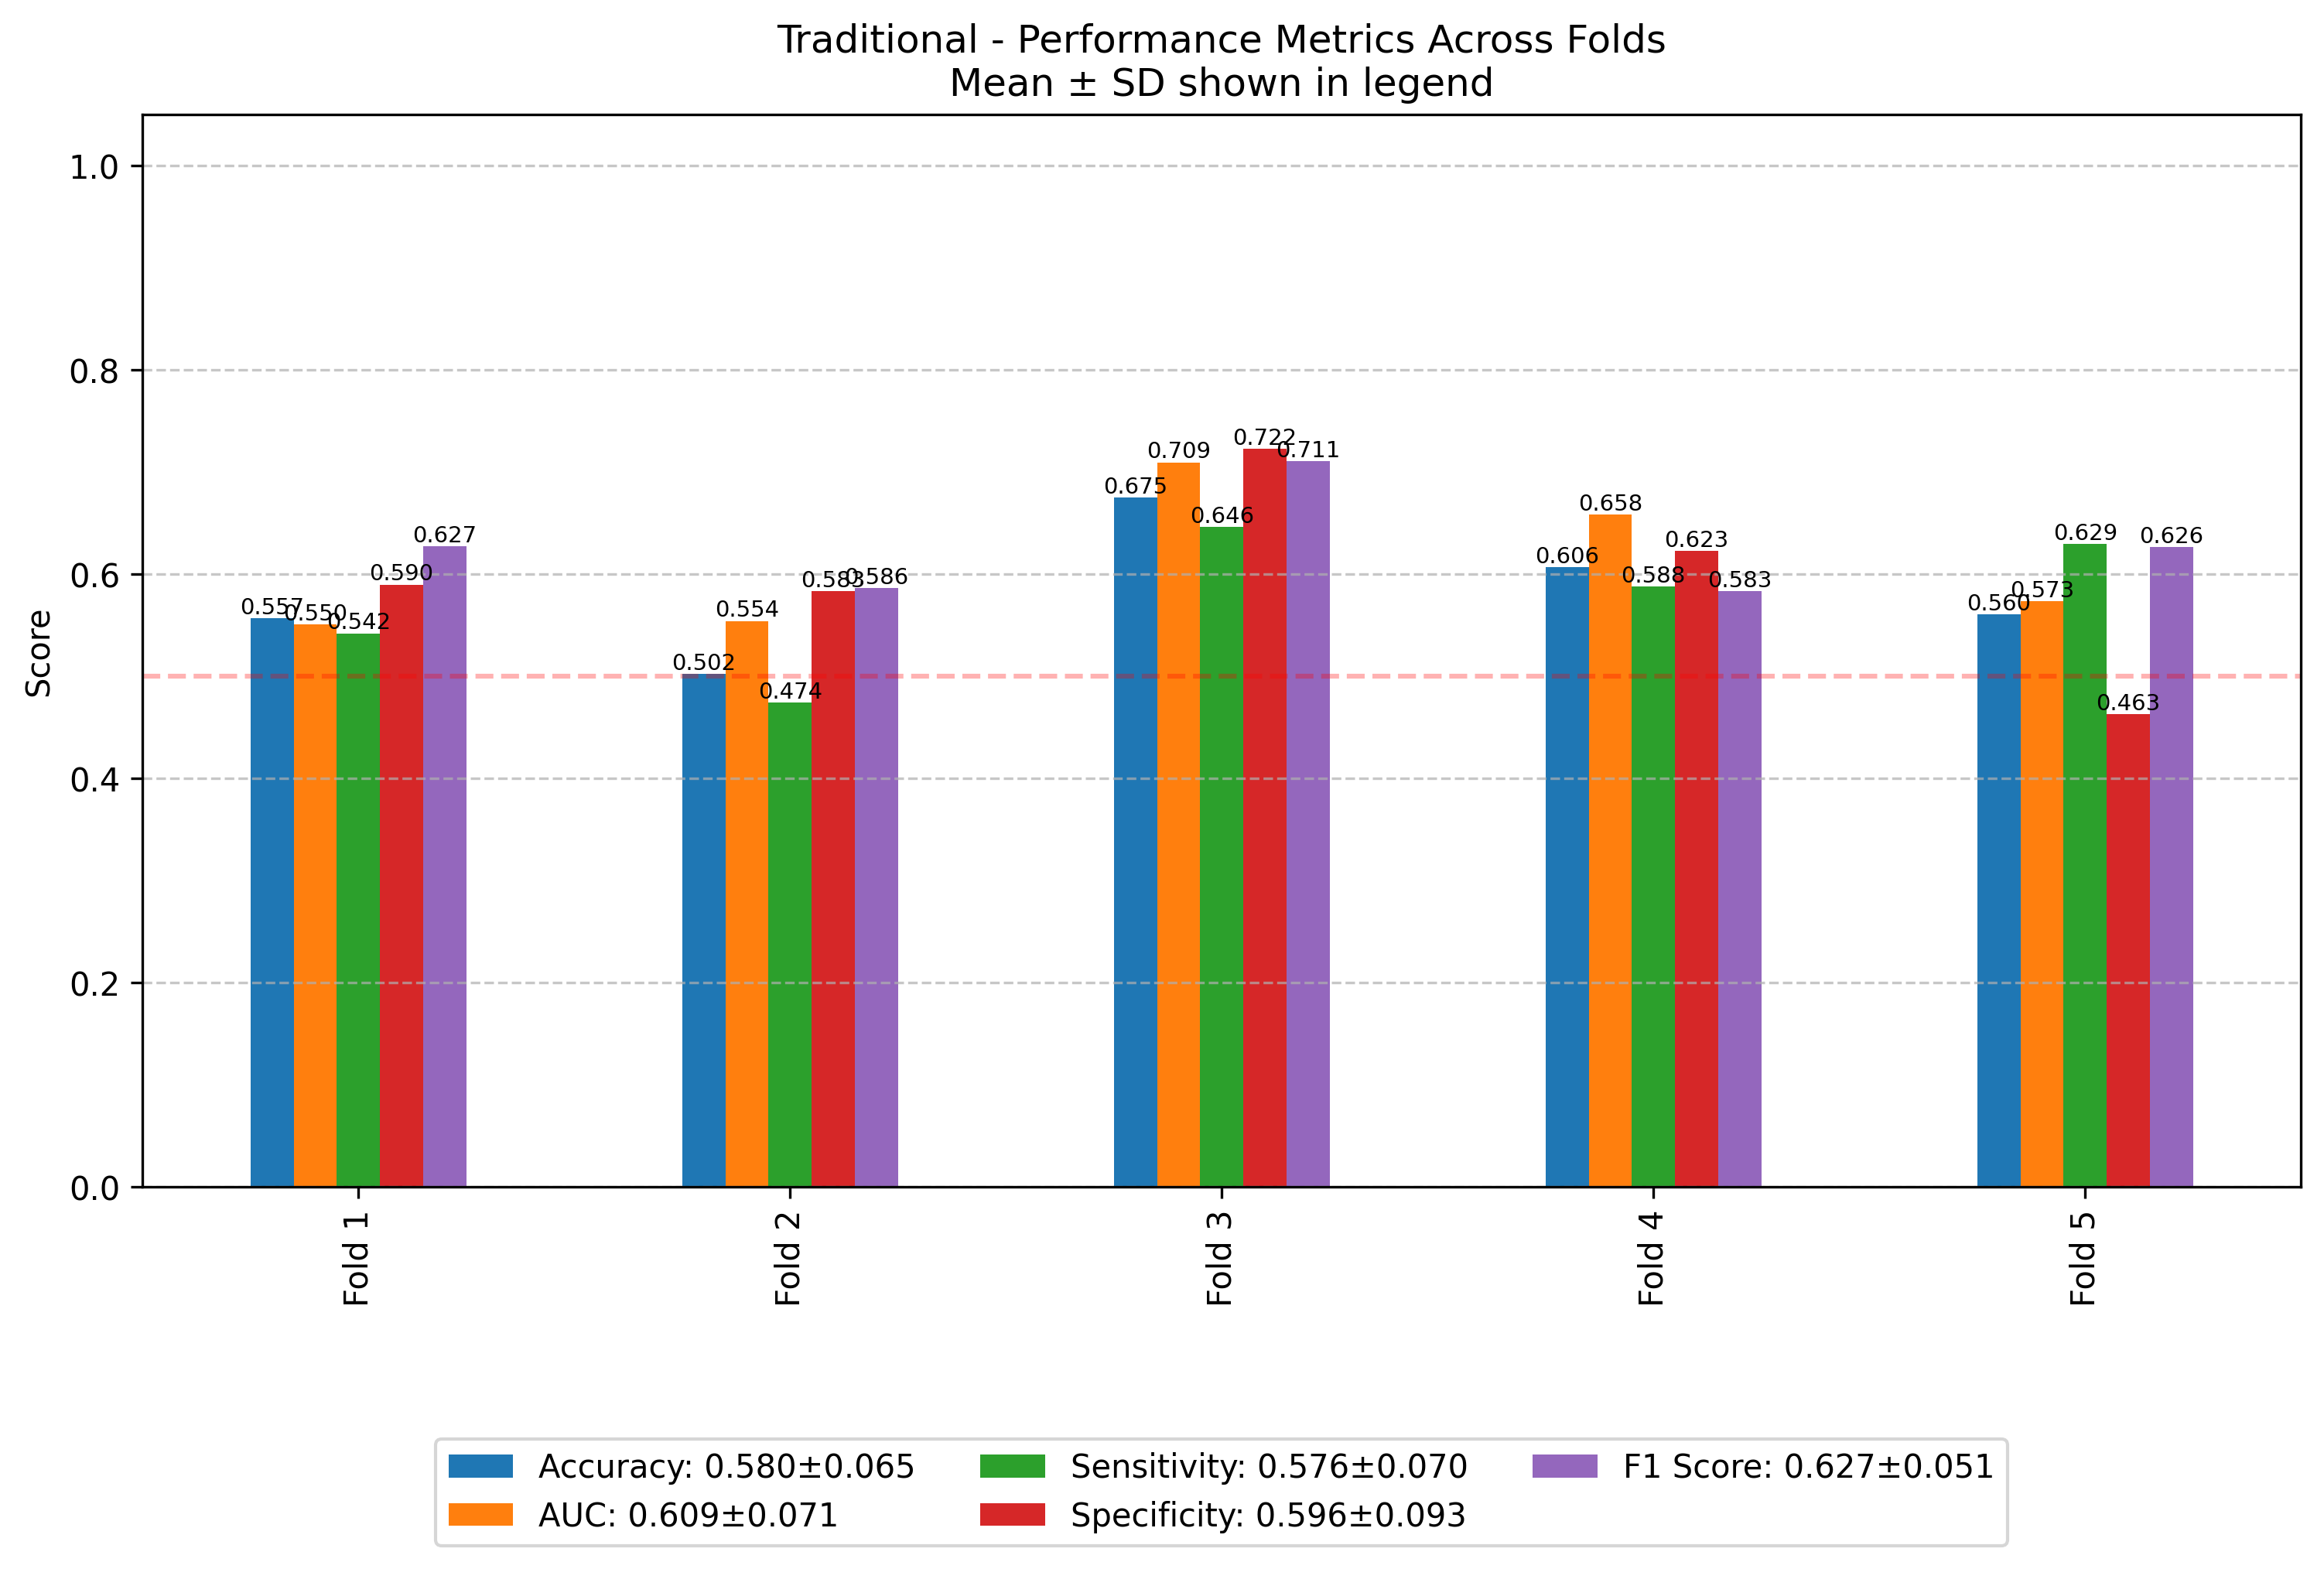 Traditional - Performance Metrics Across Folds
Mean ± SD shown in legend
Score
1.0
0.8
0.6
0.4
0.2
0.0
0.557
0.550
0.542
0.590
0.627
0.502
0.554
0.474
0.583
0.586
0.675
0.709
0.646
0.722
0.711
0.606
0.658
0.588
0.623
0.583
0.560
0.573
0.629
0.463
0.626
Fold 1
Fold 2
Fold 3
Fold 4
Fold 5
Accuracy: 0.580±0.065
AUC: 0.609±0.071
Sensitivity: 0.576±0.070
Specificity: 0.596±0.093
F1 Score: 0.627±0.051